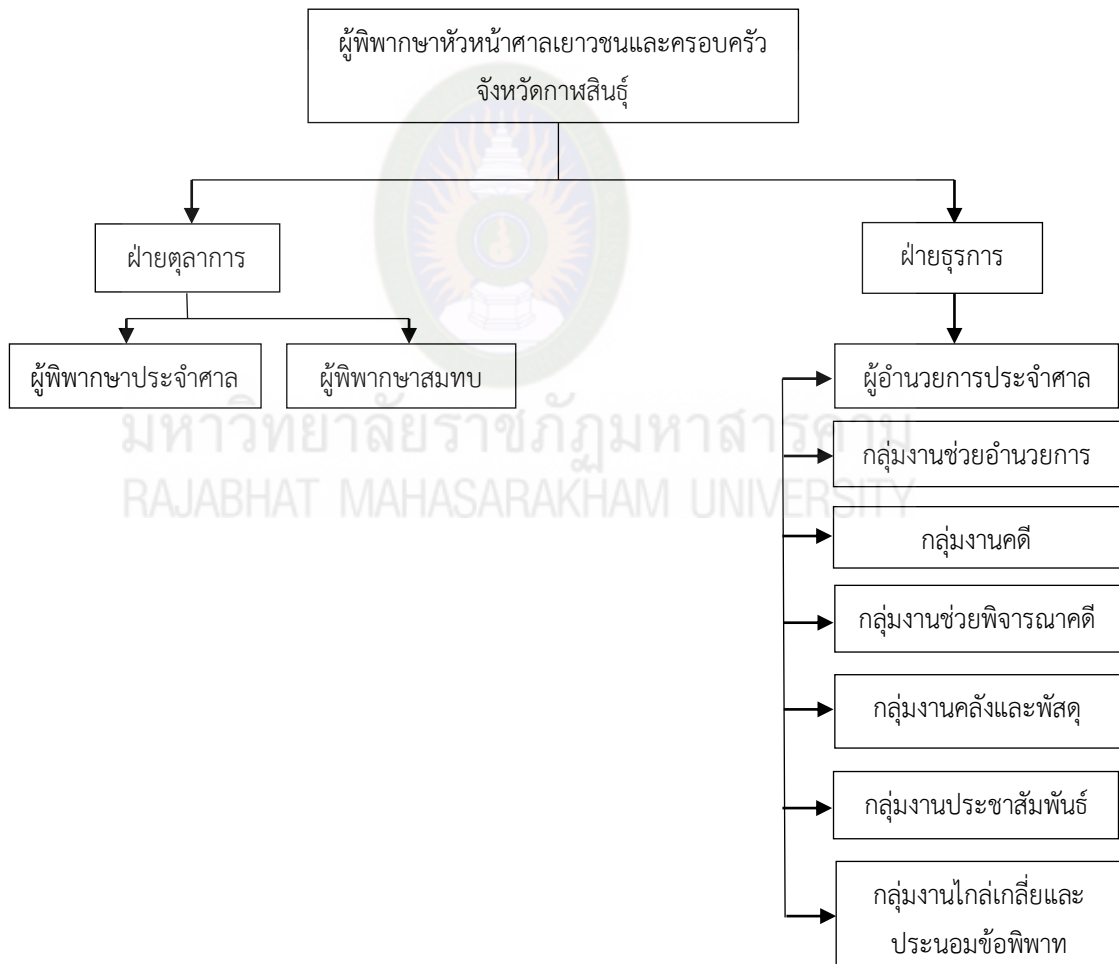 ผู้พิพากษาหัวหน้าศาลเยาวชนและครอบครัว
จังหวัดกาฬสินธุ์
ฝ่ายตุลาการ
ฝ่ายธุรการ
ผู้พิพากษาประจำศาล
ผู้พิพากษาสมทบ
ผู้อำนวยการประจำศาล
มหาวิทยาลัยราชภัฏมหาสารคาม
RAJABHAT MAHASARAKHAM UNIVERSITY
กลุ่มงานช่วยอำนวยการ
กลุ่มงานคดี
กลุ่มงานช่วยพิจารณาคดี
กลุ่มงานคลังและพัสดุ
กลุ่มงานประชาสัมพันธ์
กลุ่มงานไกล่เกลี่ยและ
ประนอมข้อพิพาท